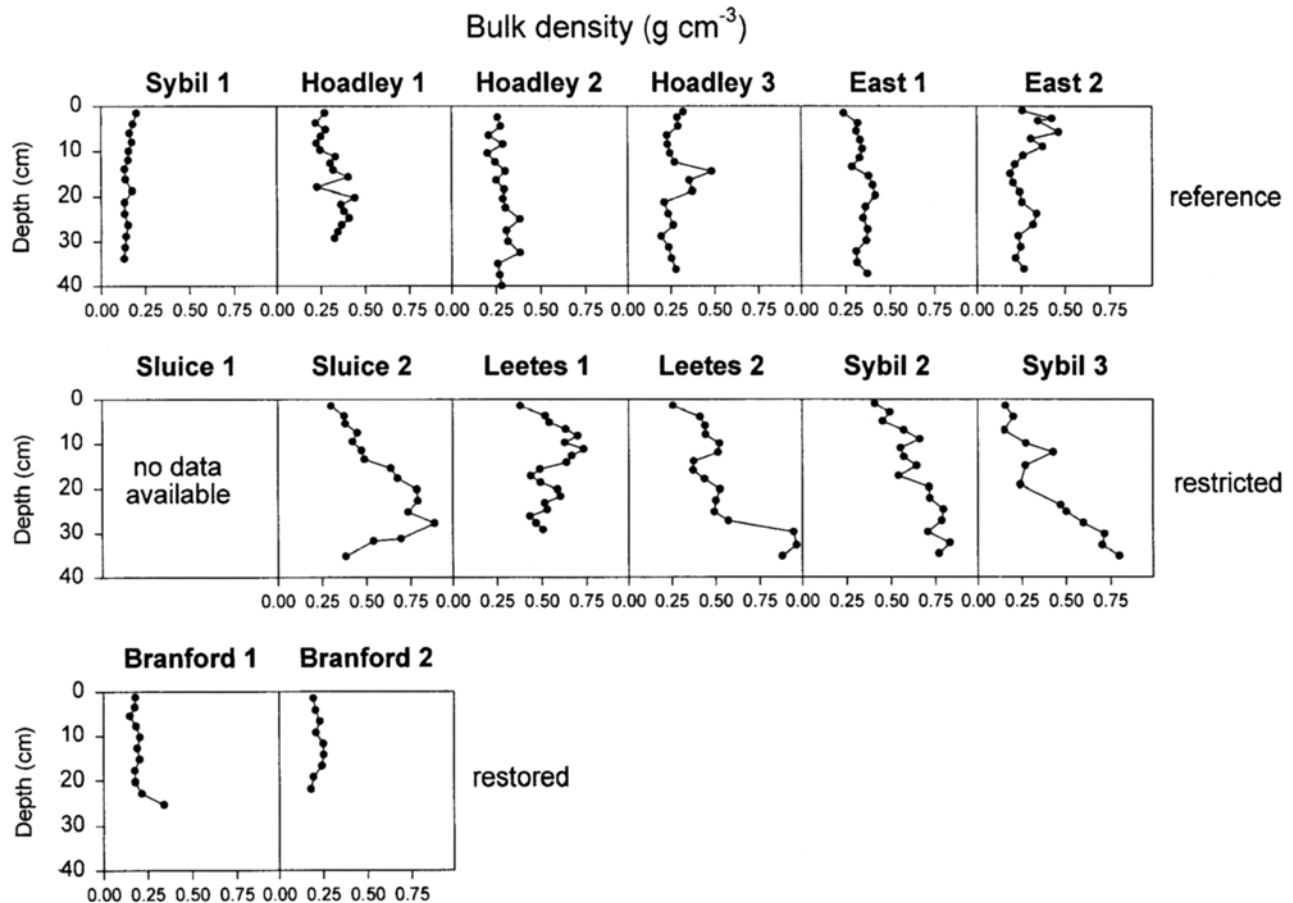 Bulk density (g cm-3)
Sybil 1 Hoadley 1 Hoadley 2 Hoadley 3 East 1 East 2
0
10
20
30
40
Depth (cm)
reference
0.00 0.25 0.50 0.75 0.00 0.25 0.50 0.75 0.00 0.25 0.50 0.75 0.00 0.25 0.50 0.75 0.00 0.25 0.50 0.75 0.00 0.25 0.50 0.75
Sluice 1 Sluice 2 Leetes 1 Leetes 2 Sybil 2 Sybil 3
0
10
20
30
40
Depth (cm)
no data
available
restricted
0.00 0.25 0.50 0.75 0.00 0.25 0.50 0.75 0.00 0.25 0.50 0.75 0.00 0.25 0.50 0.75 0.00 0.25 0.50 0.75
Branford 1 Branford 2
0
10
20
30
40
Depth (cm)
restored
0.00 0.25 0.50 0.75 0.00 0.25 0.50 0.75